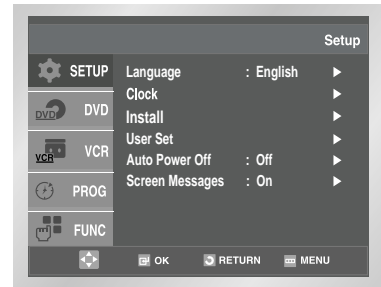 Setup
SETUP
DVD DVD
VCR VCR
PROG
FUNC
Language : English ►
Clock ►
Install ►
User Set ►
Auto Power Off : Off ►
Screen Messages : On ►
OK RETURN MENU